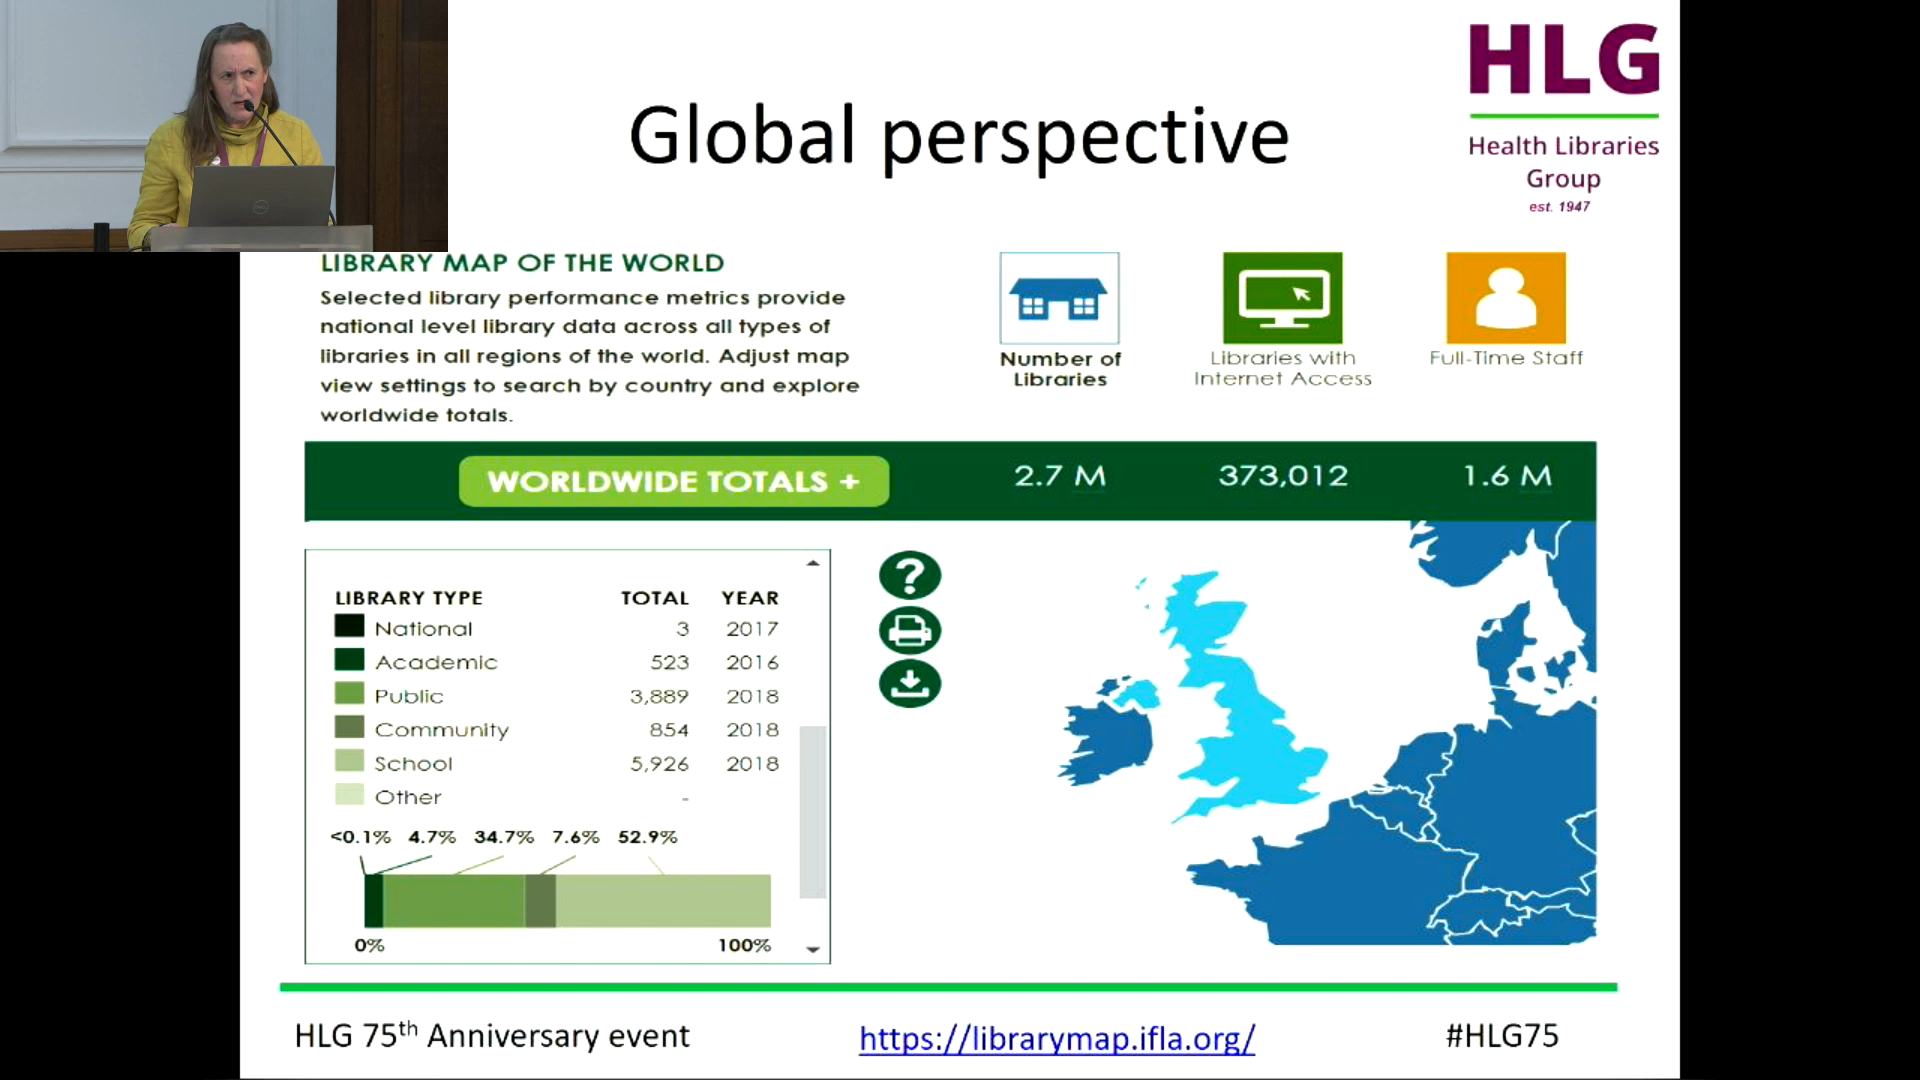 HLG
Health Libraries
Group
est. 1947
Global perspective
LIBRARY MAP OF THE WORLD
Selected library performance metrics provide
national level library data across all types of
libraries in all regions of the world. Adjust map
view settings to search by country and explore
worldwide totals.
Number of
Libraries
Libraries with
Internet Access
Full-Time Staff
WORLDWIDE TOTALS + 2.7 M 373,012 1.6 M
LIBRARY TYPE TOTAL YEAR
National 3 2017
Academic 523 2016
Public 3,889 2018
Community 854 2018
School 5,926 2018
Other -
<0.1% 4.7% 34.7% 7.6% 52.9%
0% 100%
?
HLG 75th Anniversary event https://librarymap.ifla.org/ #HLG75